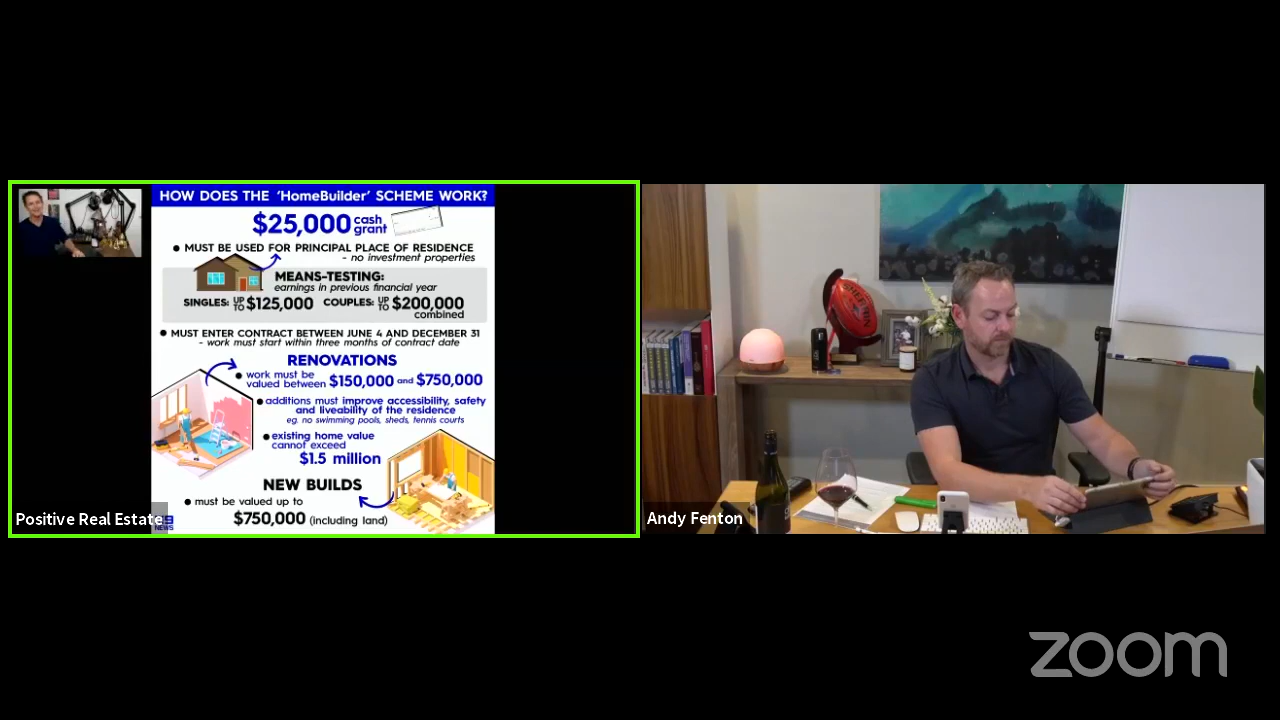 HOW DOES THE 'HomeBuilder' SCHEME WORK?
$25,000 cash grant
MUST BE USED FOR PRINCIPAL PLACE OF RESIDENCE
- no investment properties
MEANS-TESTING:
earnings in previous financial year
SINGLES: UP TO $125,000 COUPLES: UP TO $200,000
combined
MUST ENTER CONTRACT BETWEEN JUNE 4 AND DECEMBER 31
- work must start within three months of contract date
RENOVATIONS
work must be
valued between $150,000 and $750,000
additions must improve accessibility, safety
and liveability of the residence
eg. no swimming pools, sheds, tennis courts
existing home value
cannot exceed
$1.5 million
NEW BUILDS
must be valued up to
$750,000 (including land)
9
NEWS
Positive Real Estate
SHERRIN
Andy Fenton
zoom